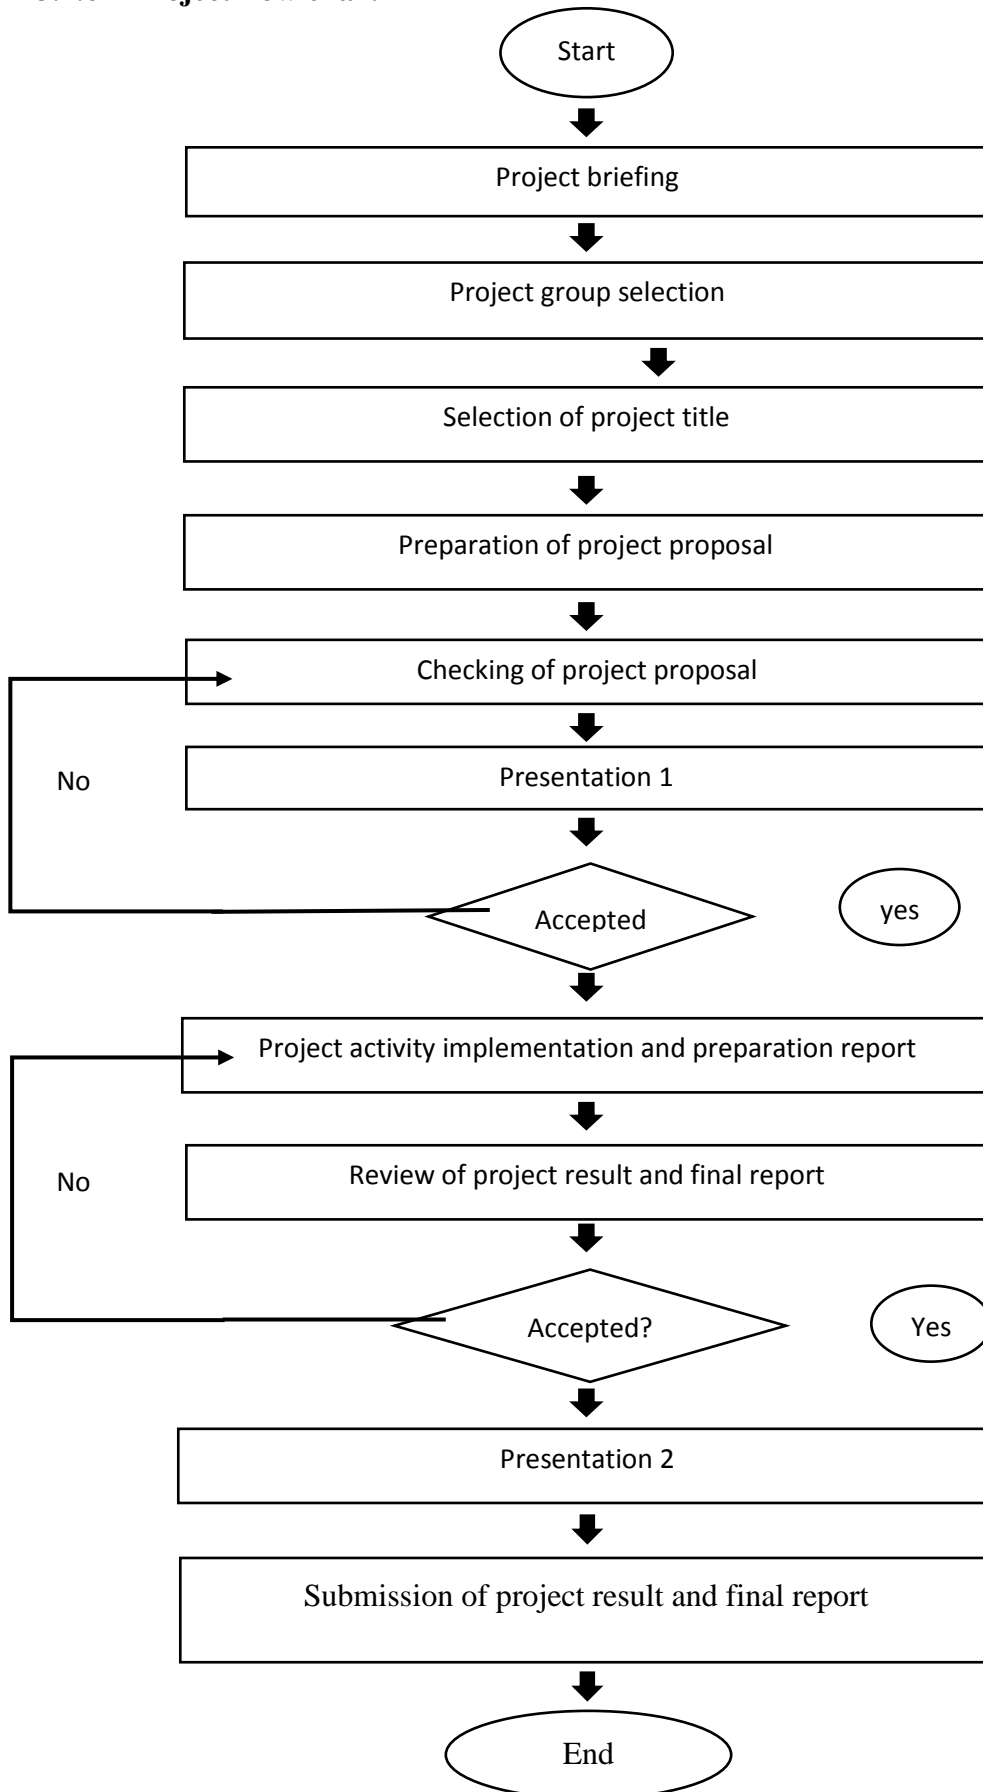 Start
Project briefing
Project group selection
Selection of project title
Preparation of project proposal
Checking of project proposal
No
Presentation 1
Accepted
yes
Project activity implementation and preparation report
No
Review of project result and final report
Accepted?
Yes
Presentation 2
Submission of project result and final report
End